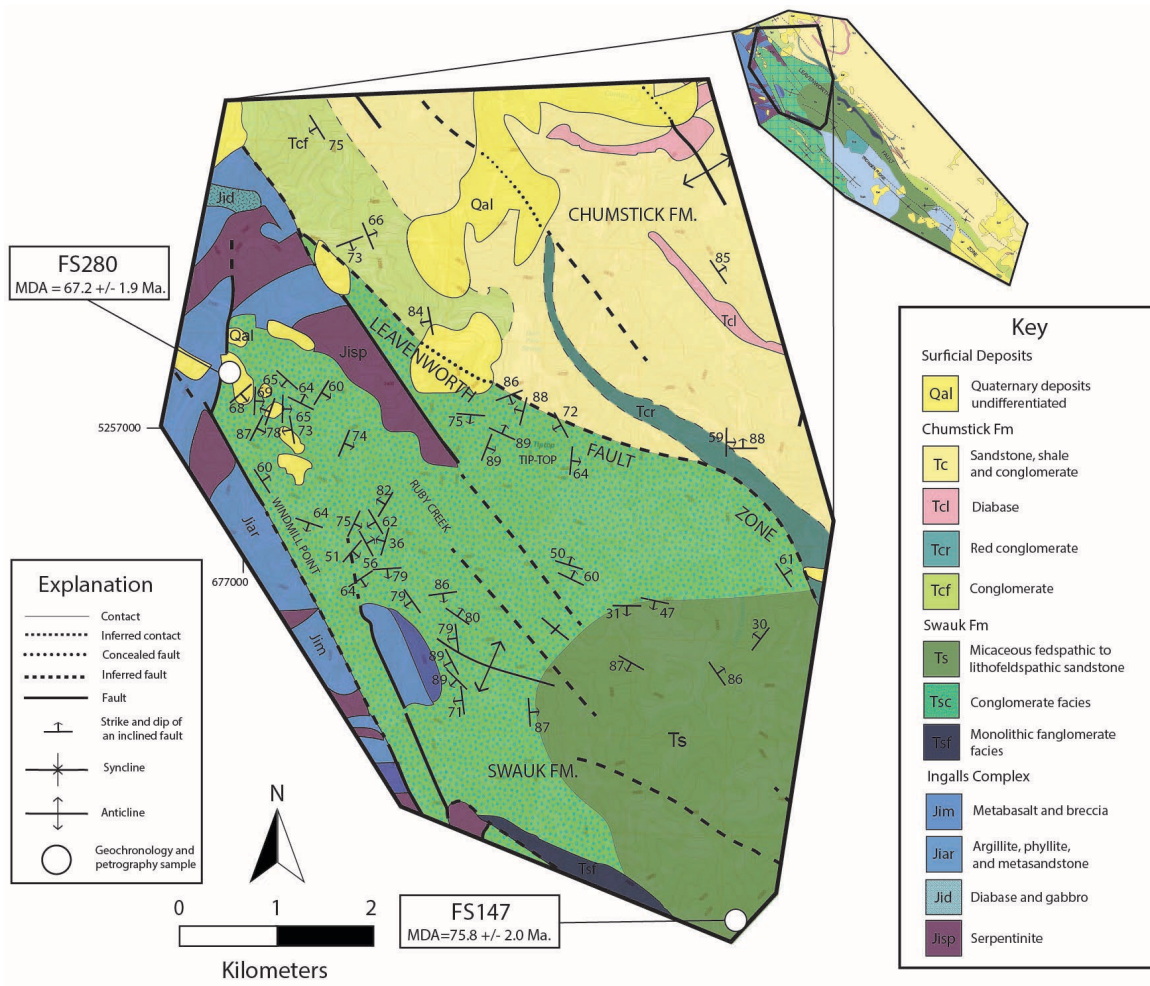 Tcf
75
Jid
66
73
Qal
CHUMSTICK FM.
85
Tcl
FS280
MDA = 67.2 +/- 1.9 Ma.
84
LEAVENWORTH
FAULT
ZONE
Qal
Jisp
Tcr
65
64
60
69
68
65
87
78
73
74
86
88
72
75
89
89
TIP-TOP
64
59
88
5257000
60
WINDMILL POINT
RUBY CREEK
64
82
75
62
36
51
56
79
64
79
86
80
50
60
61
Jiar
677000
Jim
31
47
30
79
89
89
71
87
87
86
Ts
SWAUK FM.
Tsf
FS147
MDA=75.8 +/- 2.0 Ma.
LEAVENWORTH
FAULT
ZONE
Explanation
Contact
Inferred contact
Concealed fault
Inferred fault
Fault
Strike and dip of
an inclined fault
Syncline
Anticline
Geochronology and
petrography sample
N
0 1 2
Kilometers
Key
Surficial Deposits
Qal Quaternary deposits
undifferentiated
Chumstick Fm
Tc Sandstone, shale
and conglomerate
Tcl Diabase
Tcr Red conglomerate
Tcf Conglomerate
Swauk Fm
Ts Micaceous fedspathic to
lithofeldspathic sandstone
Tsc Conglomerate facies
Tsf Monolithic fanglomerate
facies
Ingalls Complex
Jim Metabasalt and breccia
Jiar Argillite, phyllite,
and metasandstone
Jid Diabase and gabbro
Jisp Serpentinite